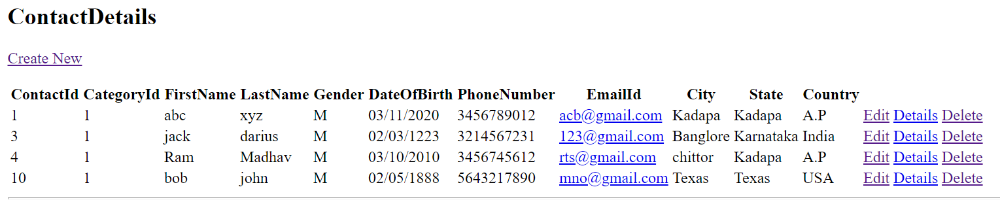 ContactDetails
Create New
ContactId CategoryId FirstName LastName Gender DateOfBirth PhoneNumber EmailId City State Country
1 1 abc xyz M 03/11/2020 3456789012 acb@gmail.com Kadapa Kadapa A.P Edit Details Delete
3 1 jack darius M 02/03/1223 3214567231 123@gmail.com Banglore Karnataka India Edit Details Delete
4 1 Ram Madhav M 03/10/2010 3456745612 rts@gmail.com chittor Kadapa A.P Edit Details Delete
10 1 bob john M 02/05/1888 5643217890 mno@gmail.com Texas Texas USA Edit Details Delete